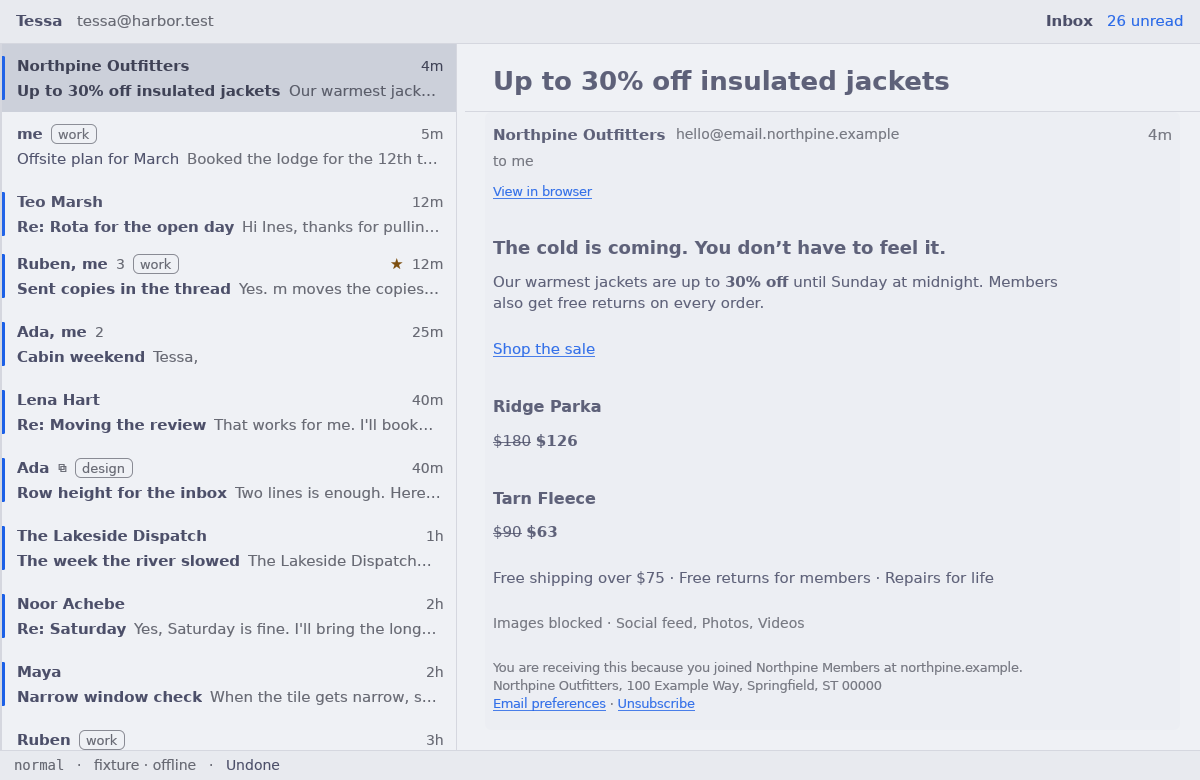 Tessa tessa@harbor.test Inbox 26 unread
Northpine Outfitters 4m
Up to 30% off insulated jackets Our warmest jack…
me work 5m
Offsite plan for March Booked the lodge for the 12th t…
Teo Marsh 12m
Re: Rota for the open day Hi Ines, thanks for pullin…
Ruben, me 3 work ★ 12m
Sent copies in the thread Yes. m moves the copies…
Ada, me 2 25m
Cabin weekend Tessa,
Lena Hart 40m
Re: Moving the review That works for me. I'll book…
Ada design 40m
Row height for the inbox Two lines is enough. Here…
The Lakeside Dispatch 1h
The week the river slowed The Lakeside Dispatch…
Noor Achebe 2h
Re: Saturday Yes, Saturday is fine. I'll bring the long…
Maya 2h
Narrow window check When the tile gets narrow, s…
Ruben work 3h
Up to 30% off insulated jackets
Northpine Outfitters hello@email.northpine.example 4m
to me
View in browser
The cold is coming. You don’t have to feel it.
Our warmest jackets are up to 30% off until Sunday at midnight. Members
also get free returns on every order.
Shop the sale
Ridge Parka
$180 $126
Tarn Fleece
$90 $63
Free shipping over $75 · Free returns for members · Repairs for life
Images blocked · Social feed, Photos, Videos
You are receiving this because you joined Northpine Members at northpine.example.
Northpine Outfitters, 100 Example Way, Springfield, ST 00000
Email preferences · Unsubscribe
normal · fixture · offline · Undone